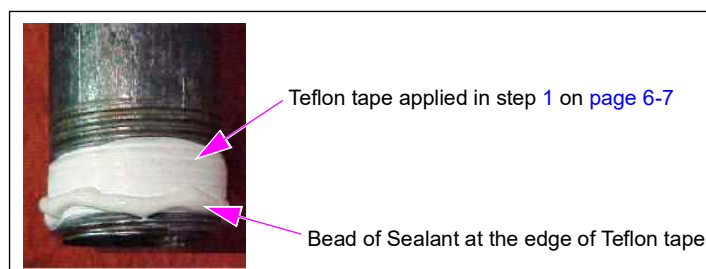 Teflon tape applied in step 1 on page 6-7
Bead of Sealant at the edge of Teflon tape